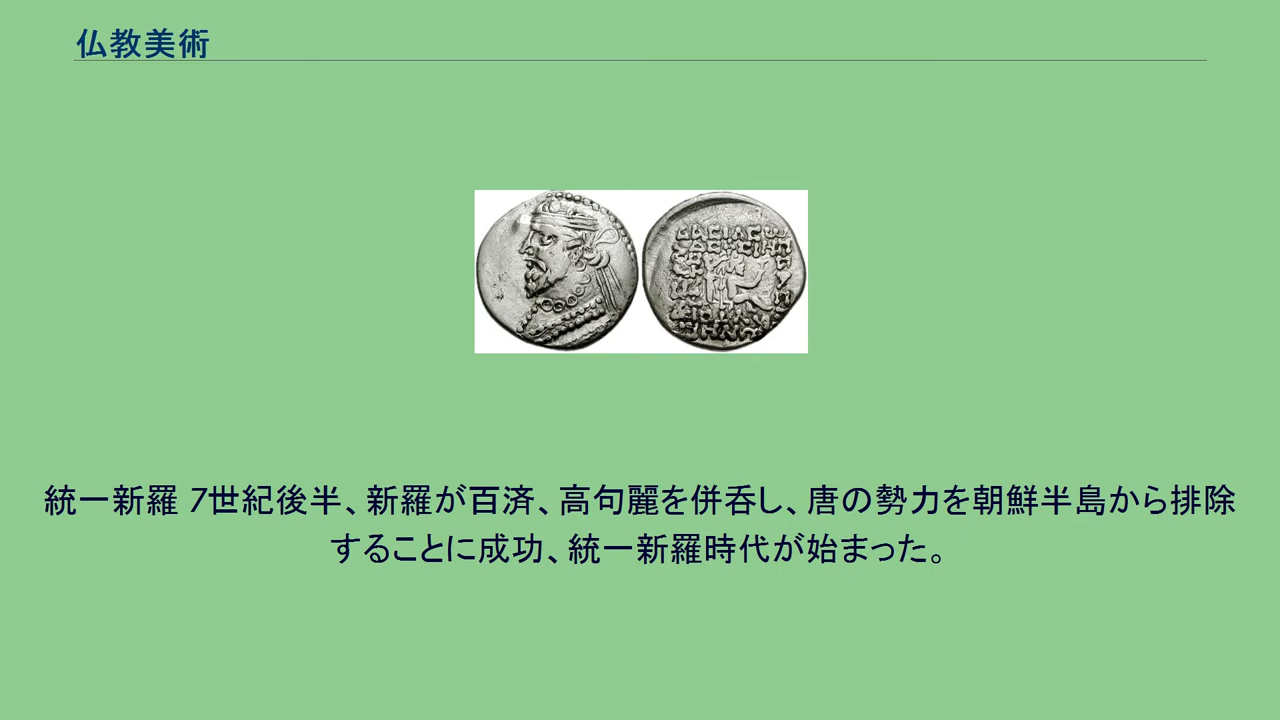 仏教美術
統一新羅 7世紀後半、新羅が百済、高句麗を併呑し、唐の勢力を朝鮮半島から排除
することに成功、統一新羅時代が始まった。